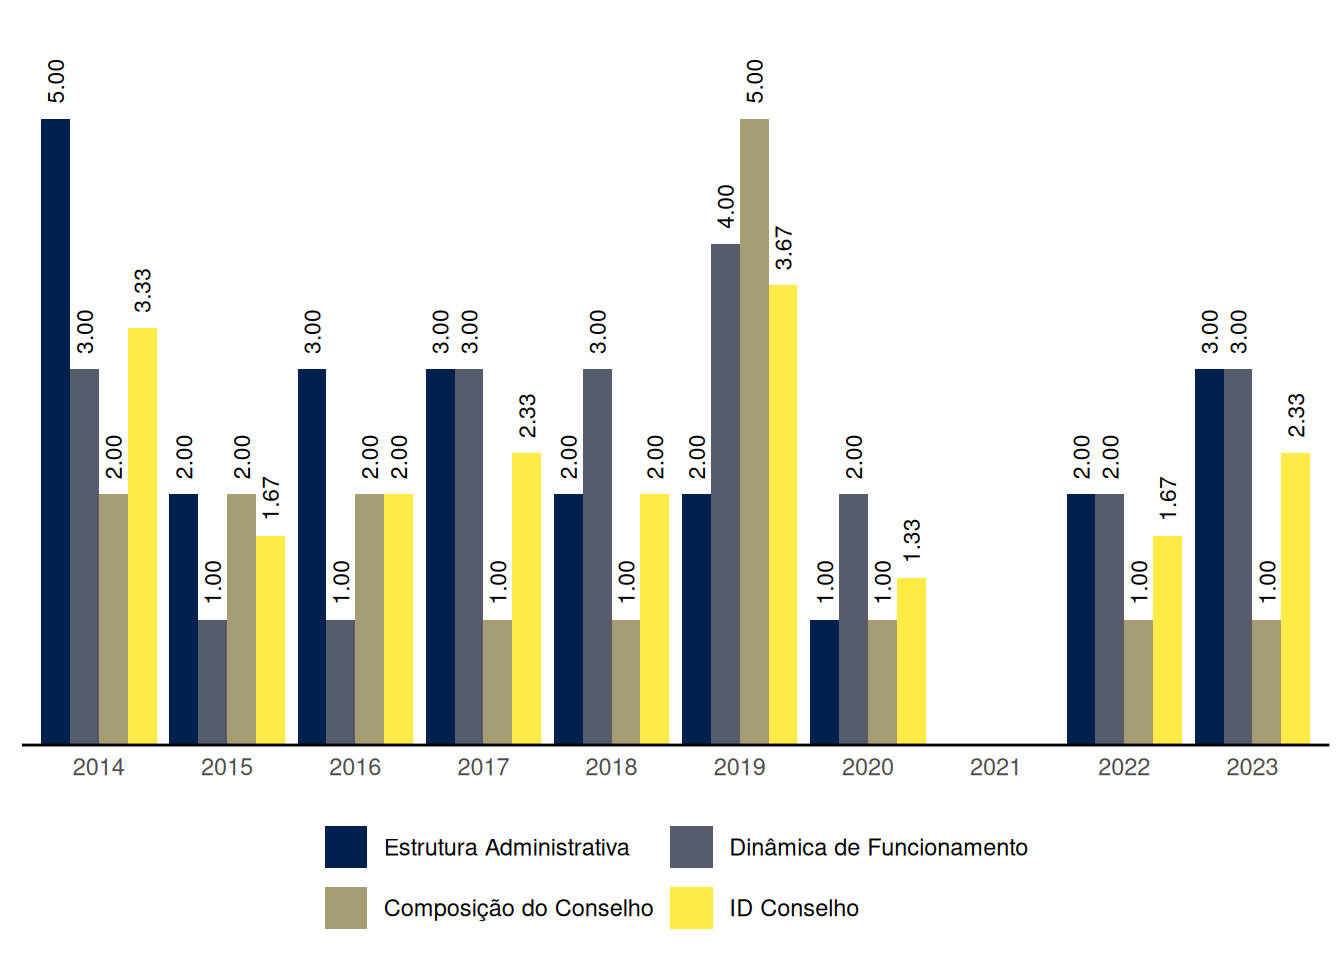 5.00 3.00 2.00 3.33 2.00 1.00 2.00 1.67 3.00 1.00 2.00 2.00 3.00 3.00 1.00 2.33 2.00 3.00 1.00 2.00 2.00 4.00 5.00 3.67 1.00 2.00 1.00 1.33 2.00 2.00 1.00 1.67 3.00 3.00 1.00 2.33
2014 2015 2016 2017 2018 2019 2020 2021 2022 2023
Estrutura Administrativa Dinâmica de Funcionamento
Composição do Conselho ID Conselho